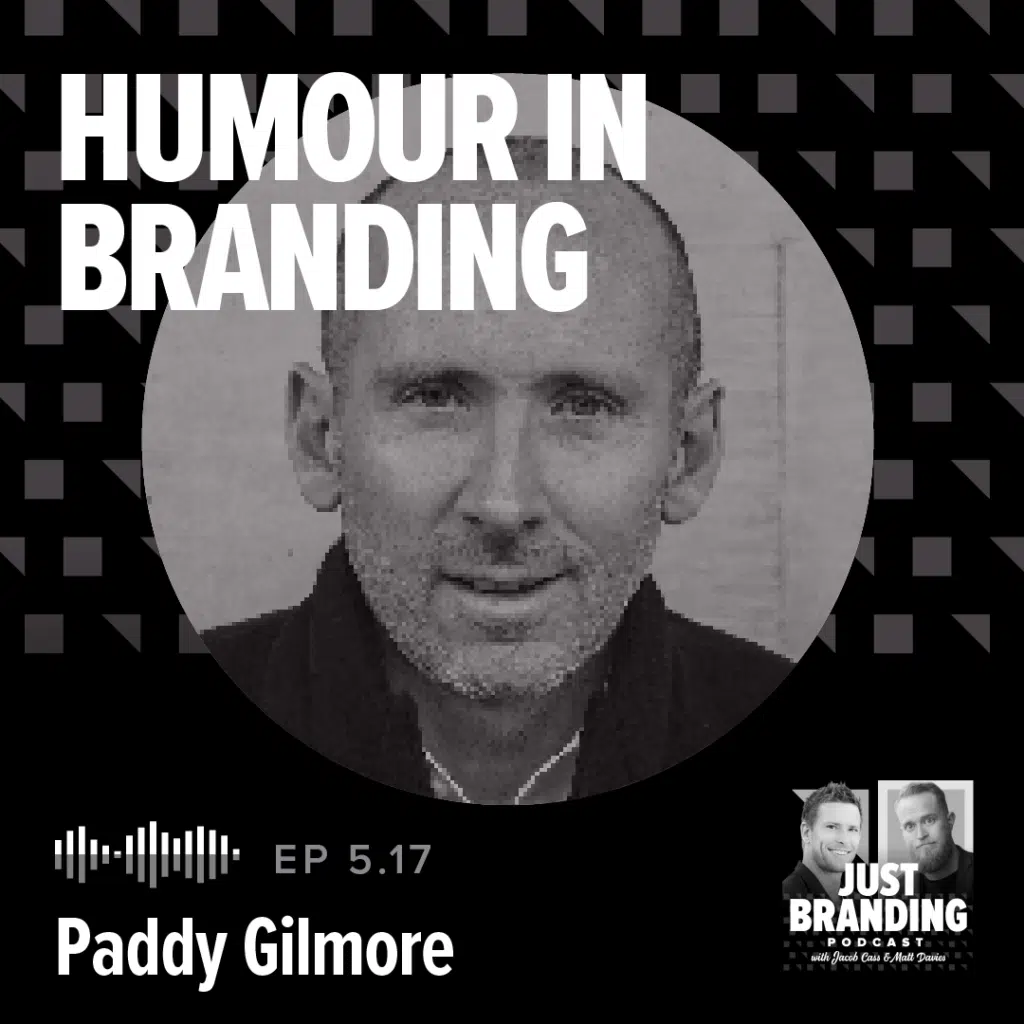 HUMOUR IN
BRANDING
EP 5.17
Paddy Gilmore
JUST
BRANDING
PODCAST
with Jacob Cass & Matt Davies